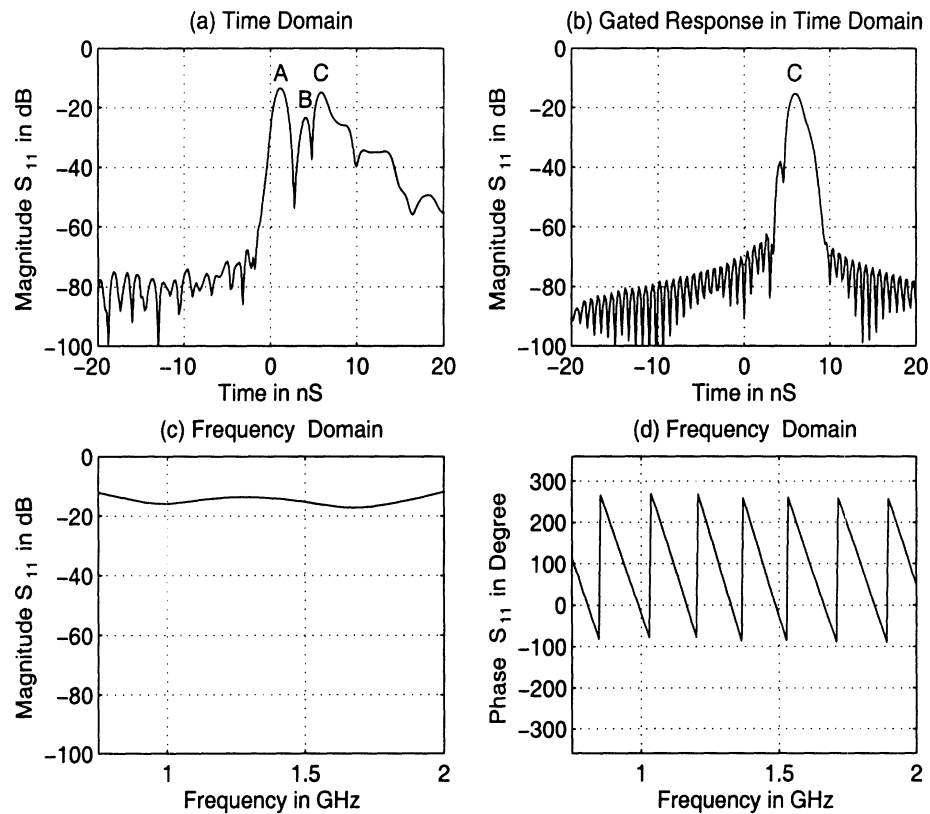 (a) Time Domain
0
−20
−40
−60
−80
−100
−20
−10
0
10
20
A
B
C
Magnitude S 11 in dB
Time in nS
(b) Gated Response in Time Domain
0
−20
−40
−60
−80
−100
−20
−10
0
10
20
C
Magnitude S 11 in dB
Time in nS
(c) Frequency Domain
0
−20
−40
−60
−80
−100
1
1.5
2
Magnitude S 11 in dB
Frequency in GHz
(d) Frequency Domain
300
200
100
0
−100
−200
−300
1
1.5
2
Phase S 11 in Degree
Frequency in GHz